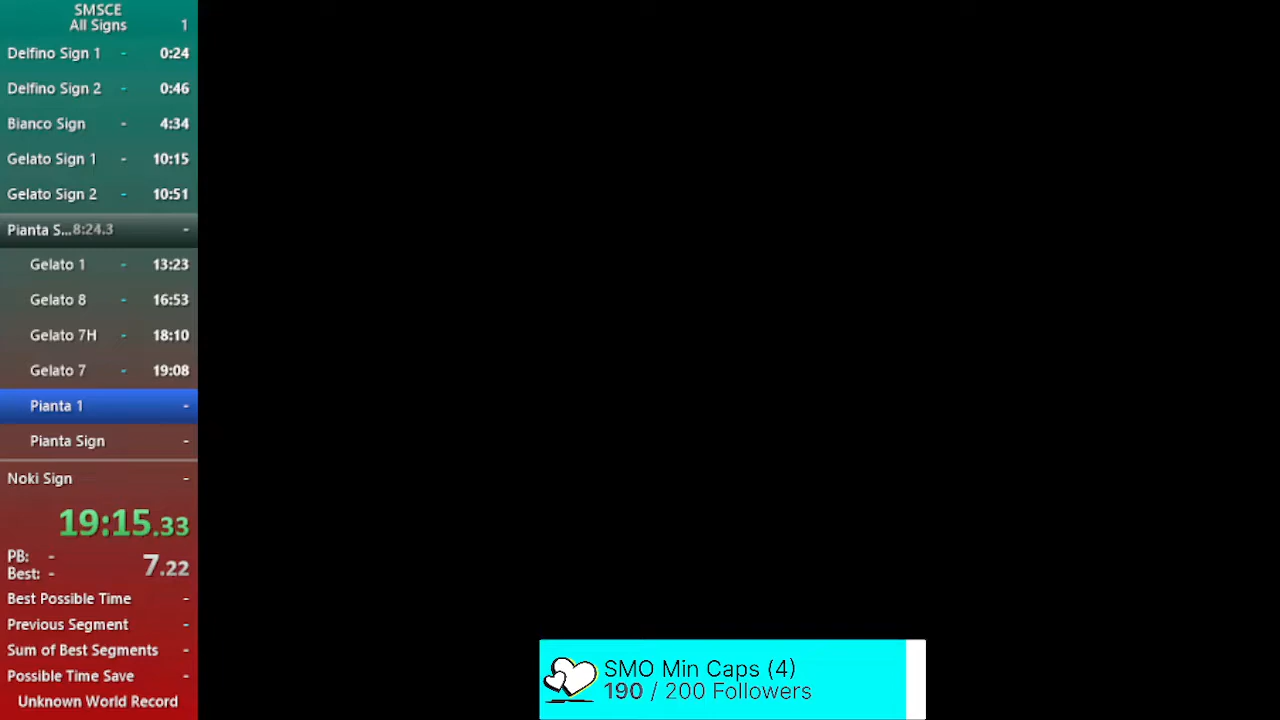 SMSCE
All Signs 1
Delfino Sign 1 - 0:24
Delfino Sign 2 - 0:46
Bianco Sign - 4:34
Gelato Sign 1 - 10:15
Gelato Sign 2 - 10:51
Pianta S...8:24.3 -
Gelato 1 - 13:23
Gelato 8 - 16:53
Gelato 7H - 18:10
Gelato 7 - 19:08
Pianta 1 -
Pianta Sign -
Noki Sign -
19:15.33
PB: -
Best: -
7.22
Best Possible Time -
Previous Segment -
Sum of Best Segments -
Possible Time Save -
Unknown World Record
SMO Min Caps (4)
190 / 200 Followers